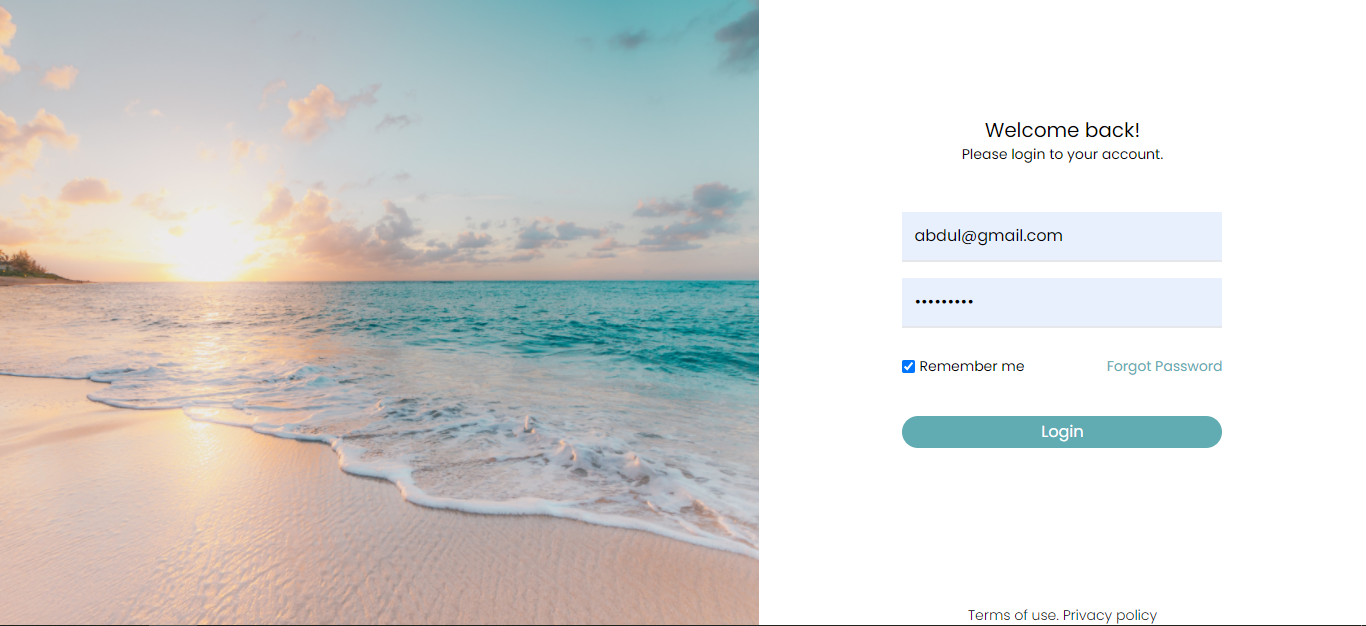 Welcome back!
Please login to your account.
abdul@gmail.com
•••••••••
Remember me
Forgot Password
Login
Terms of use. Privacy policy